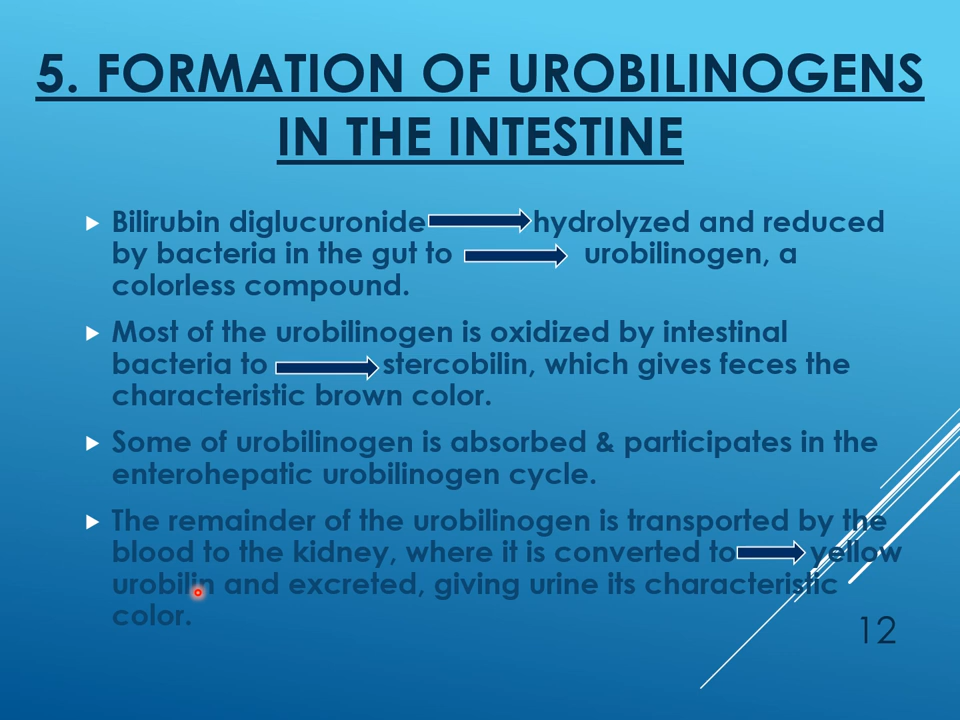 5. FORMATION OF UROBILINOGENS
IN THE INTESTINE
Bilirubin diglucuronide hydrolyzed and reduced
by bacteria in the gut to urobilinogen, a
colorless compound.
Most of the urobilinogen is oxidized by intestinal
bacteria to stercobilin, which gives feces the
characteristic brown color.
Some of urobilinogen is absorbed & participates in the
enterohepatic urobilinogen cycle.
The remainder of the urobilinogen is transported by the
blood to the kidney, where it is converted to yellow
urobilin and excreted, giving urine its characteristic
color.
12